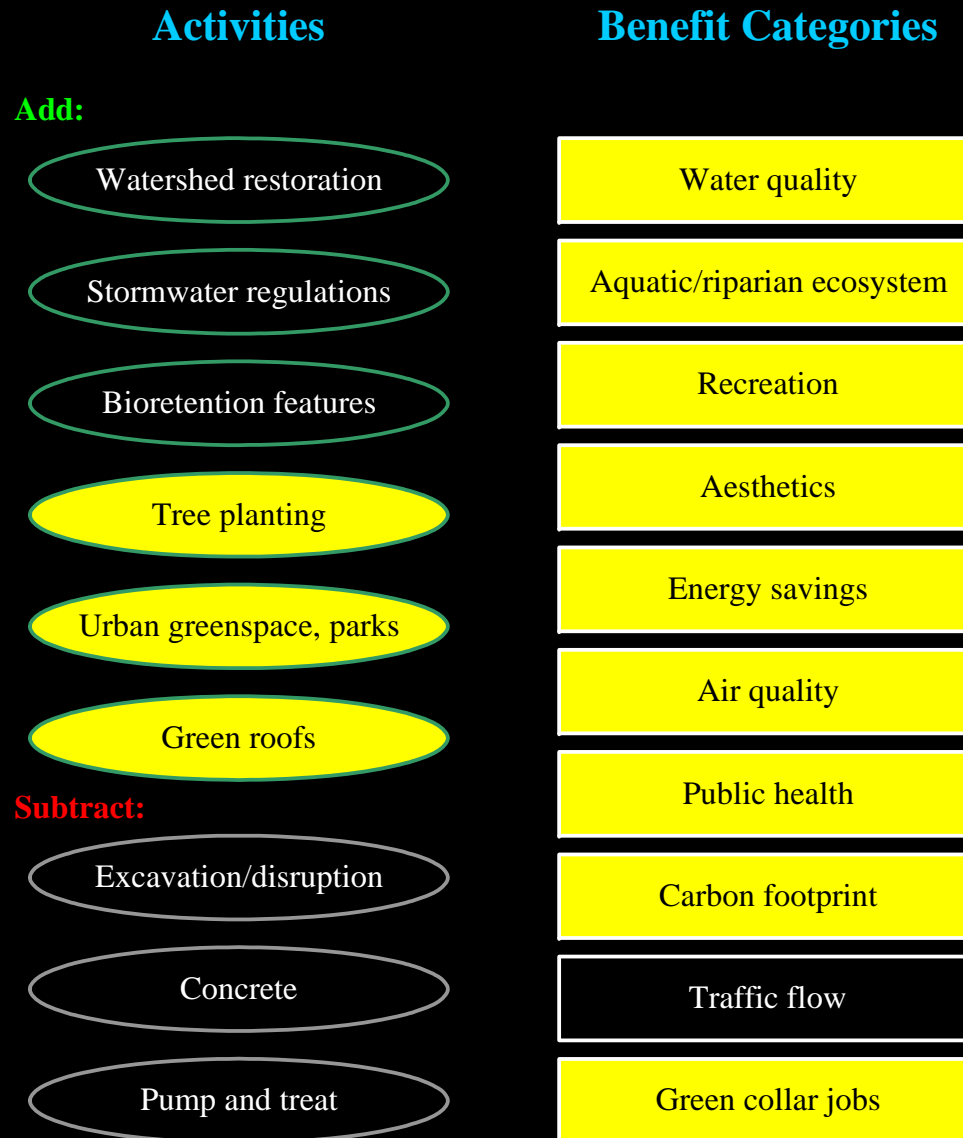 Activities
Benefit Categories
Add:
Watershed restoration
Stormwater regulations
Bioretention features
Tree planting
Urban greenspace, parks
Green roofs
Subtract:
Excavation/disruption
Concrete
Pump and treat
Water quality
Aquatic/riparian ecosystem
Recreation
Aesthetics
Energy savings
Air quality
Public health
Carbon footprint
Traffic flow
Green collar jobs